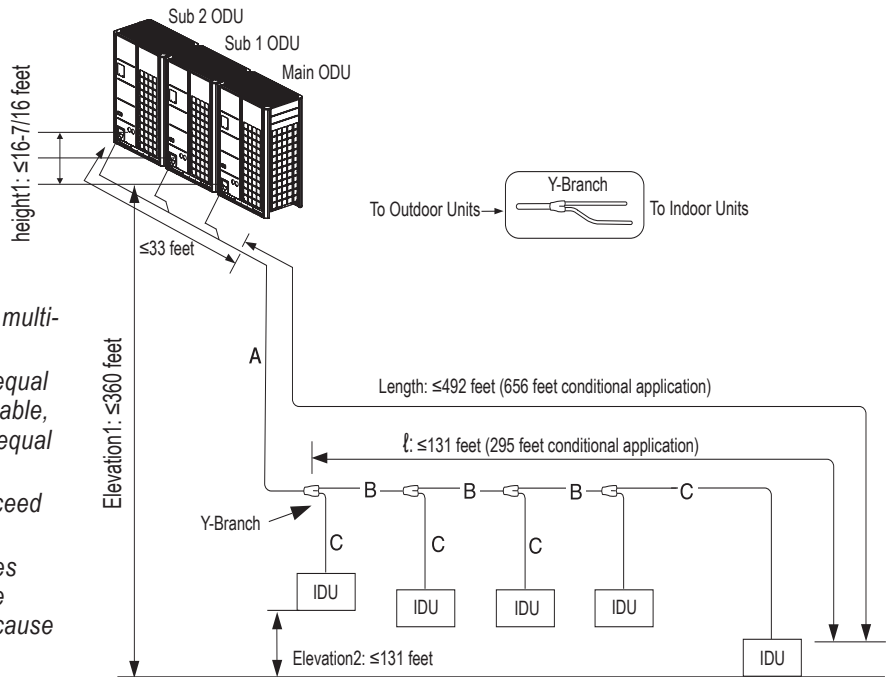 Sub 2 ODU
Sub 1 ODU
Main ODU
height1: ≤16-7/16 feet
≤33 feet
Y-Branch
To Outdoor Units
To Indoor Units
multi-
equal
able,
equal
ceed
es
e
cause
Elevation1: ≤360 feet
A
Length: ≤492 feet (656 feet conditional application)
ℓ: ≤131 feet (295 feet conditional application)
B
B
B
C
Y-Branch
C
C
C
IDU
IDU
IDU
IDU
Elevation2: ≤131 feet
IDU